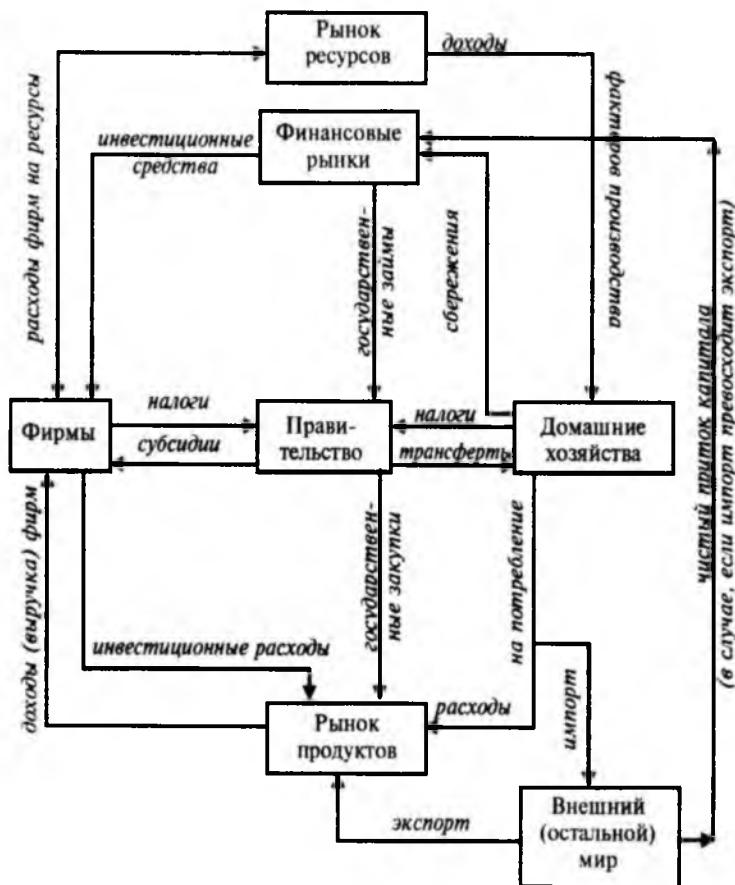 Рынок
ресурсов
доходы
факторов производства
расходы фирм на ресурсы
инвестиционные
средства
Финансовые
рынки
государствен-
ные займы
сбережения
чистый приток капитала
(в случае, если импорт превосходит экспорт)
Фирмы
налоги
субсидии
Прави-
тельство
налоги
трансферты
Домашние
хозяйства
доходы (выручка) фирм
инвестиционные расходы
государствен-
ные закупки
на потребление
расходы
импорт
Рынок
продуктов
экспорт
Внешний
(остальной)
мир